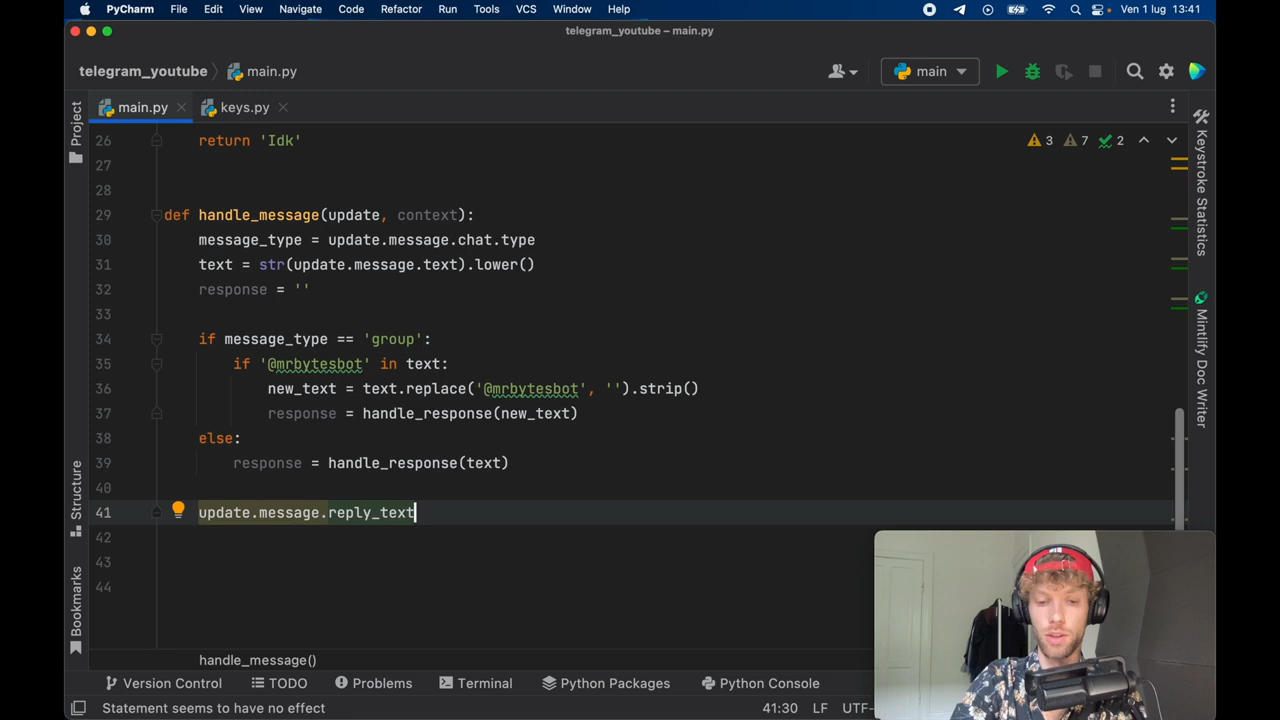 PyCharm File Edit View Navigate Code Refactor Run Tools VCS Window Help Ven 1 lug 13:41
telegram_youtube – main.py
telegram_youtube main.py main
main.py keys.py
Project
Structure
Bookmarks
26 return 'Idk'
3 7 2
27
28
29 def handle_message(update, context):
30 message_type = update.message.chat.type
31 text = str(update.message.text).lower()
32 response = ''
33
34 if message_type == 'group':
35 if '@mrbytesbot' in text:
36 new_text = text.replace('@mrbytesbot', '').strip()
37 response = handle_response(new_text)
38 else:
39 response = handle_response(text)
40
41 update.message.reply_text
42
43
44
Keystroke Statistics
Mintlify Doc Writer
handle_message()
Version Control TODO Problems Terminal Python Packages Python Console
Statement seems to have no effect 41:30 LF UTF-